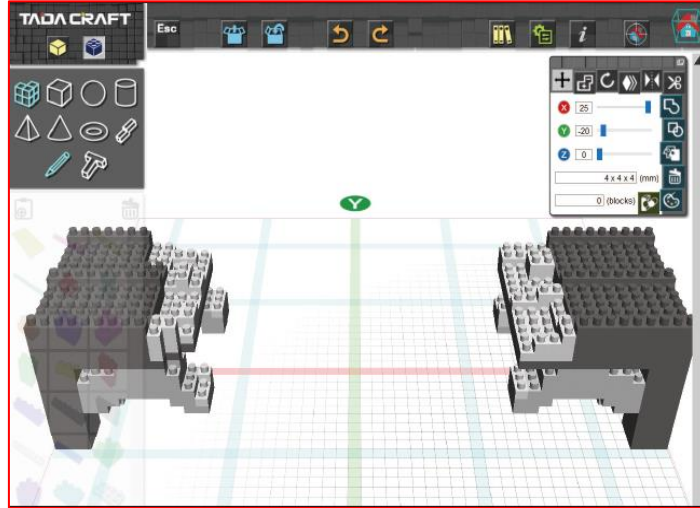 TADA CRAFT
Esc
i
X 25
Y -20
Z 0
4 x 4 x 4 (mm)
0 (blocks)
Y